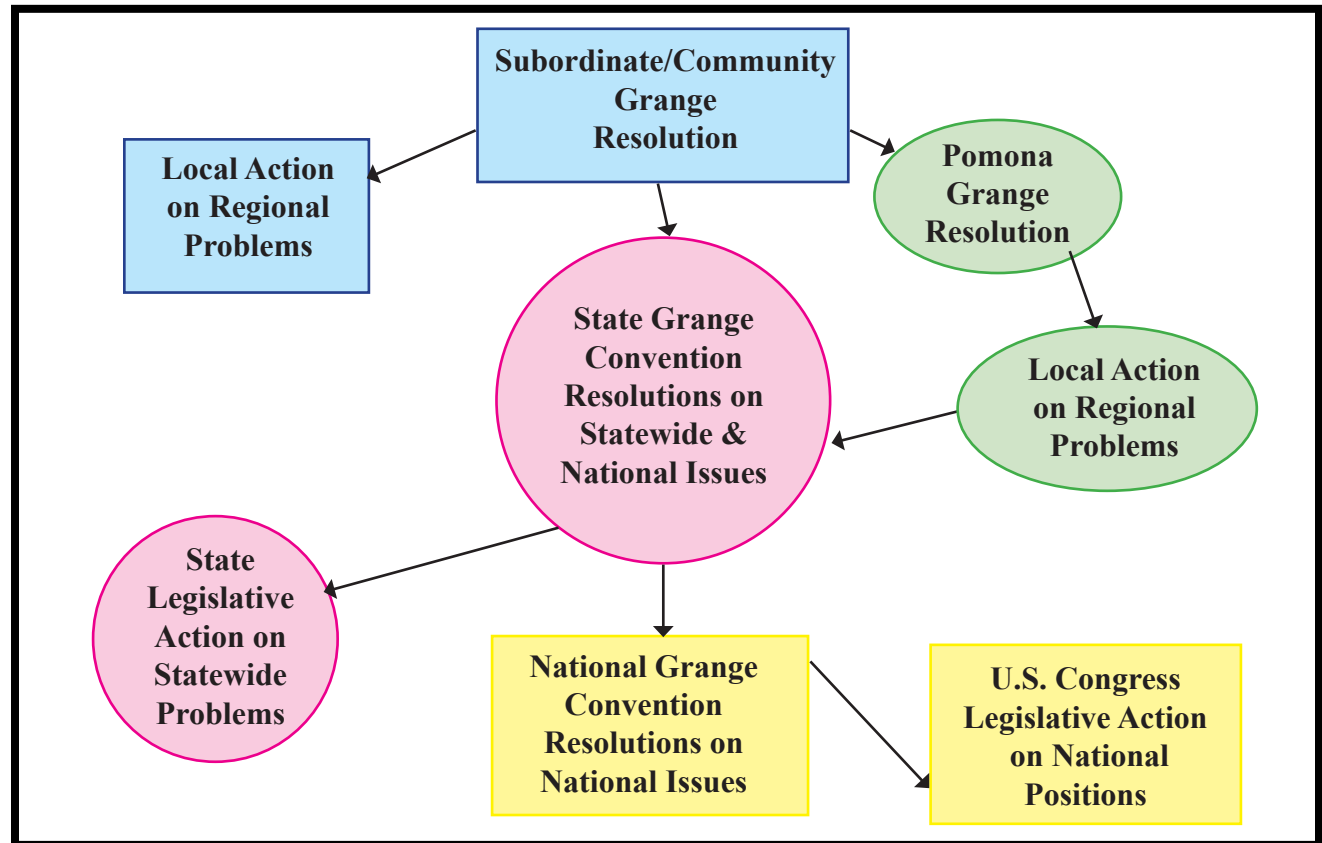 Subordinate/Community
Grange
Resolution
Local Action
on Regional
Problems
Pomona
Grange
Resolution
State Grange
Convention
Resolutions on
Statewide &
National Issues
Local Action
on Regional
Problems
State
Legislative
Action on
Statewide
Problems
National Grange
Convention
Resolutions on
National Issues
U.S. Congress
Legislative Action
on National
Positions